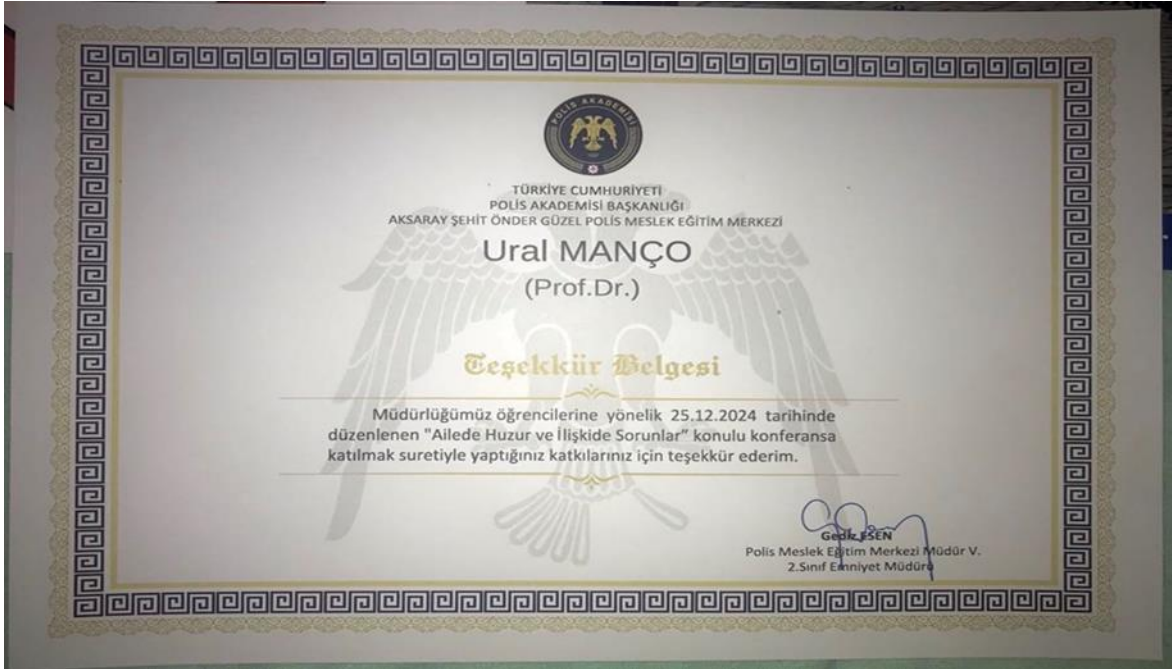 POLİS AKADEMİSİ
TÜRKİYE CUMHURİYETİ
POLİS AKADEMİSİ BAŞKANLIĞI
AKSARAY ŞEHİT ÖNDER GÜZEL POLİS MESLEK EĞİTİM MERKEZİ
Ural MANÇO
(Prof.Dr.)
Teşekkür Belgesi
Müdürlüğümüz öğrencilerine yönelik 25.12.2024 tarihinde
düzenlenen "Ailede Huzur ve İlişkide Sorunlar" konulu konferansa
katılmak suretiyle yaptığınız katkılarınız için teşekkür ederim.
Gediz ESEN
Polis Meslek Eğitim Merkezi Müdür V.
2.Sınıf Emniyet Müdürü